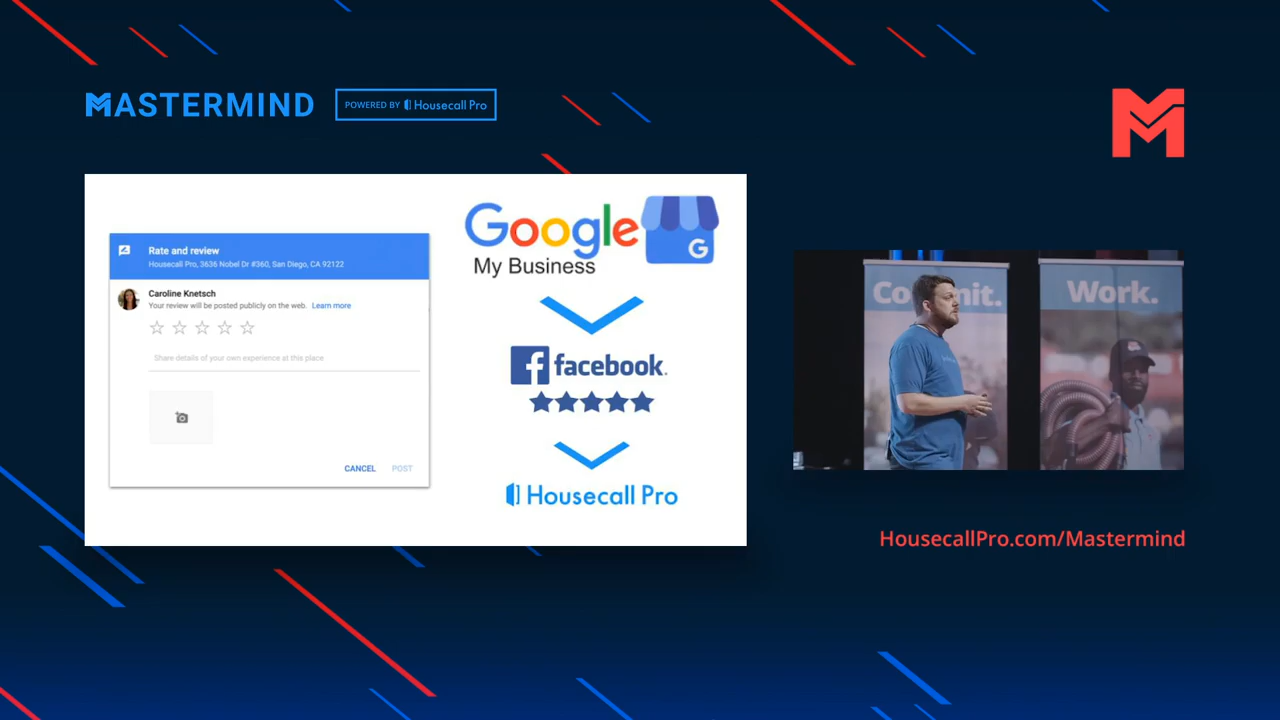 MASTERMIND
POWERED BY Housecall Pro
Rate and review
Housecall Pro, 3636 Nobel Dr #360, San Diego, CA 92122
Caroline Knetsch
Your review will be posted publicly on the web. Learn more
Share details of your own experience at this place
CANCEL POST
Google
G
My Business
facebook.
Housecall Pro
M
Work.
HousecallPro.com/Mastermind